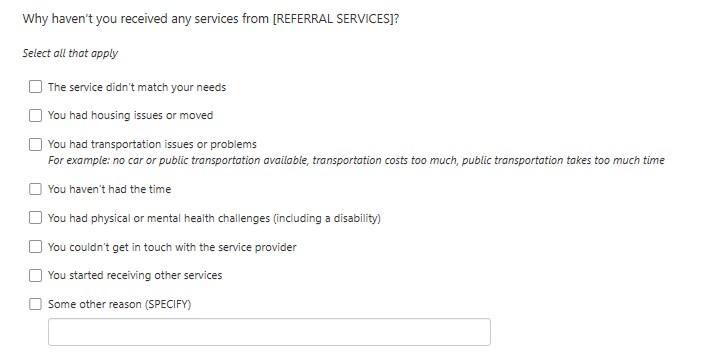 Why haven't you received any services from [REFERRAL SERVICES]?
Select all that apply
The service didn't match your needs
You had housing issues or moved
You had transportation issues or problems
For example: no car or public transportation available, transportation costs too much, public transportation takes too much time
You haven't had the time
You had physical or mental health challenges (including a disability)
You couldn't get in touch with the service provider
You started receiving other services
Some other reason (SPECIFY)